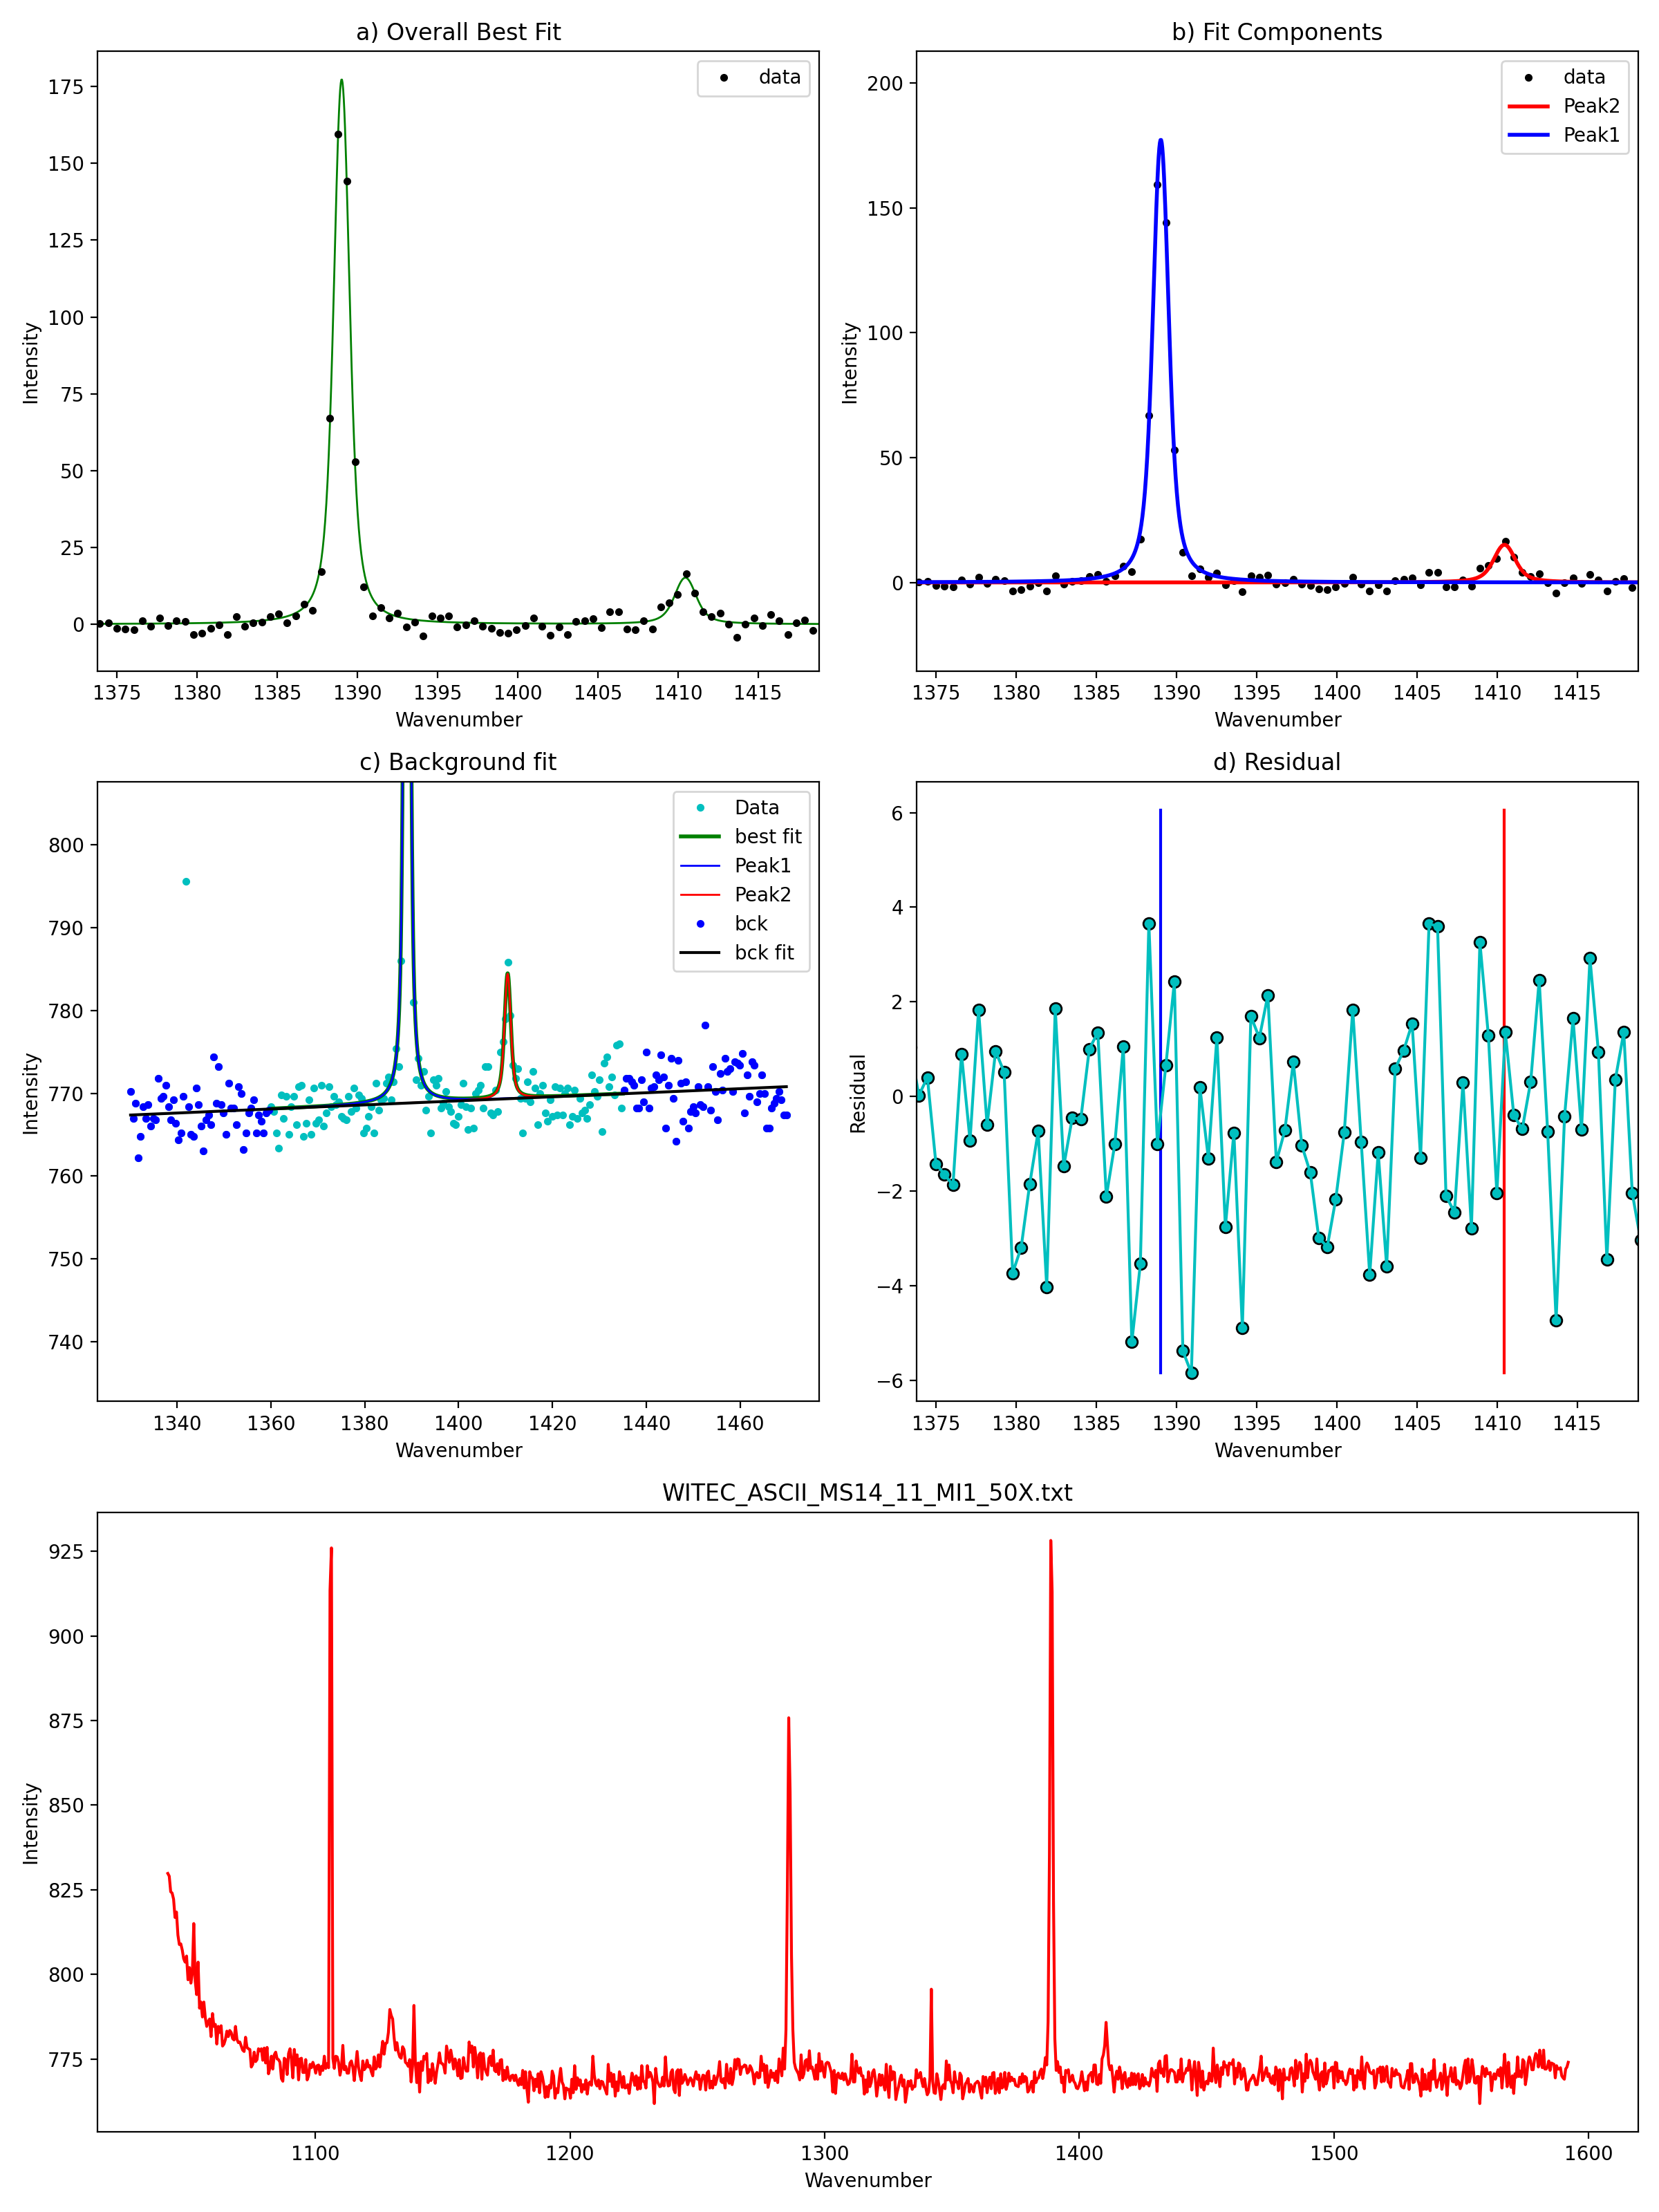 a) Overall Best Fit
data
175
150
125
100
75
50
25
0
Intensity
1375 1380 1385 1390 1395 1400 1405 1410 1415
Wavenumber
b) Fit Components
data
Peak2
Peak1
200
150
100
50
0
Intensity
1375 1380 1385 1390 1395 1400 1405 1410 1415
Wavenumber
c) Background fit
Data
best fit
Peak1
Peak2
bck
bck fit
800
790
780
770
760
750
740
Intensity
1340 1360 1380 1400 1420 1440 1460
Wavenumber
d) Residual
6
4
2
0
−2
−4
−6
Residual
1375 1380 1385 1390 1395 1400 1405 1410 1415
Wavenumber
WITEC_ASCII_MS14_11_MI1_50X.txt
925
900
875
850
825
800
775
Intensity
1100 1200 1300 1400 1500 1600
Wavenumber